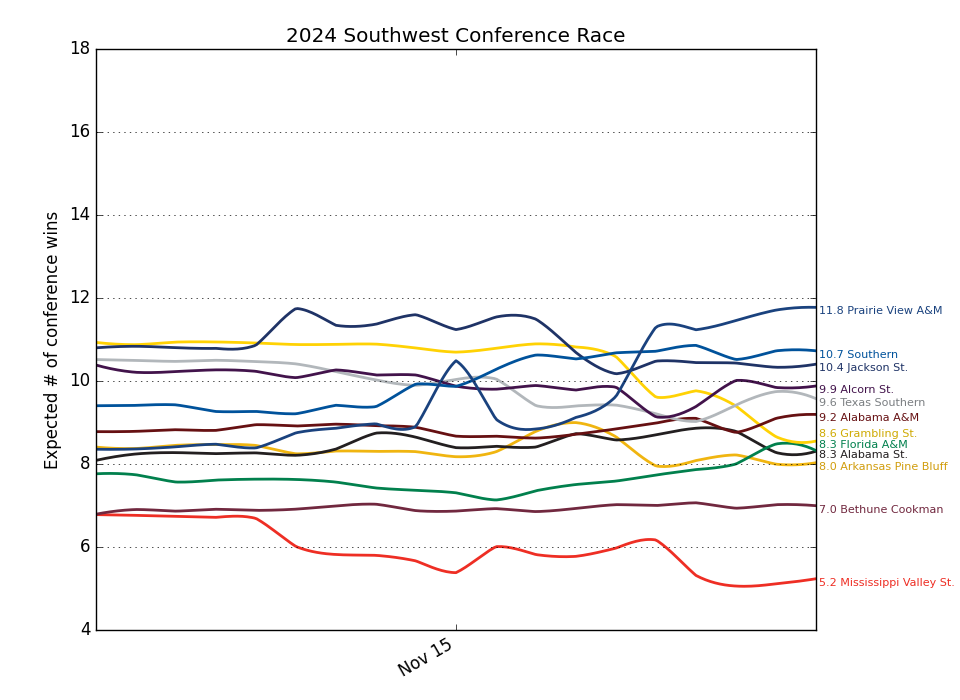 2024 Southwest Conference Race
Expected # of conference wins
18
16
14
12
10
8
6
4
Nov 15
11.8 Prairie View A&M
10.7 Southern
10.4 Jackson St.
9.9 Alcorn St.
9.6 Texas Southern
9.2 Alabama A&M
8.6 Grambling St.
8.3 Florida A&M
8.3 Alabama St.
8.0 Arkansas Pine Bluff
7.0 Bethune Cookman
5.2 Mississippi Valley St.